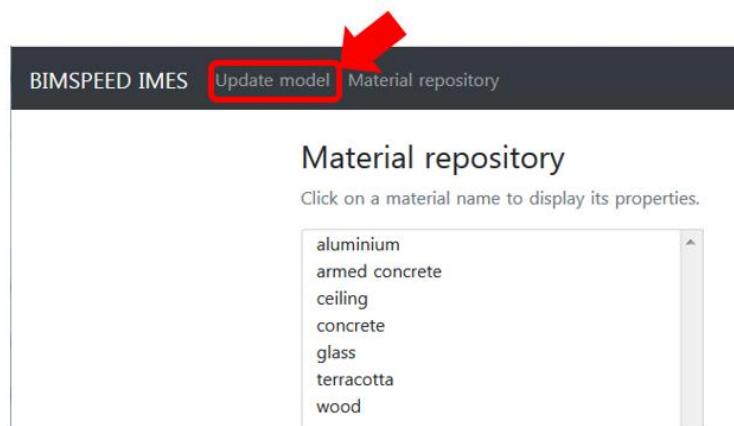 BIMSPEED IMES Update model Material repository
Material repository
Click on a material name to display its properties.
aluminium
armed concrete
ceiling
concrete
glass
terracotta
wood